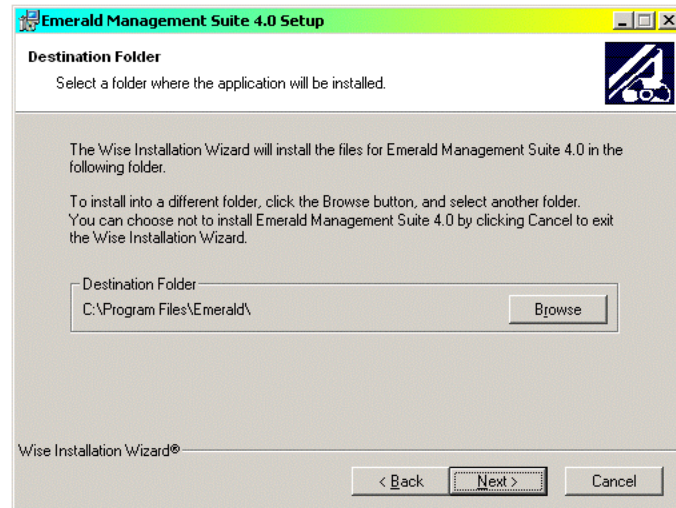 Emerald Management Suite 4.0 Setup
Destination Folder
Select a folder where the application will be installed.
The Wise Installation Wizard will install the files for Emerald Management Suite 4.0 in the
following folder.
To install into a different folder, click the Browse button, and select another folder.
You can choose not to install Emerald Management Suite 4.0 by clicking Cancel to exit
the Wise Installation Wizard.
Destination Folder
C:\Program Files\Emerald\
Browse
Wise Installation Wizard®
< Back
Next >
Cancel